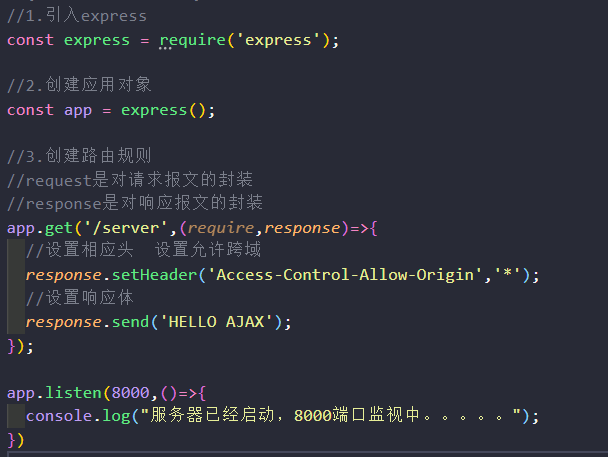 //1.引入express
const express = require('express');
//2.创建应用对象
const app = express();
//3.创建路由规则
//request是对请求报文的封装
//response是对响应报文的封装
app.get('/server',(require,response)=>{
//设置相应头  设置允许跨域
response.setHeader('Access-Control-Allow-Origin','*');
//设置响应体
response.send('HELLO AJAX');
});
app.listen(8000,()=>{
console.log("服务器已经启动，8000端口监视中。。。。。");
})